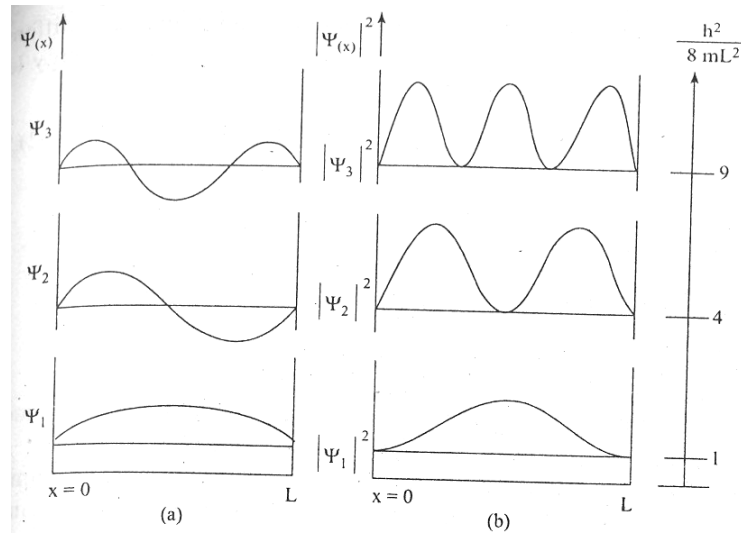 Ψ(x)
|Ψ(x)|²
h²
8 mL²
Ψ₃
|Ψ₃|²
9
Ψ₂
|Ψ₂|²
4
Ψ₁
|Ψ₁|²
1
x = 0
L
x = 0
L
(a)
(b)